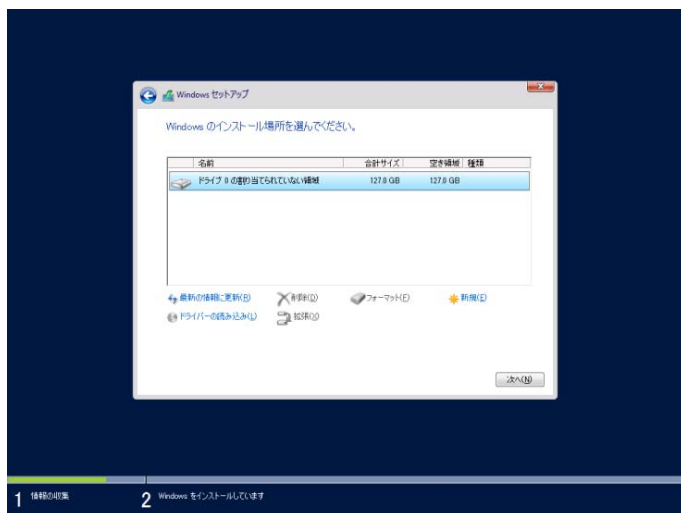 Windows セットアップ
Windows のインストール場所を選んでください。
名前 合計サイズ 空き領域 種類
ドライブ 0 の割り当てられていない領域 127.0 GB 127.0 GB
最新の情報に更新(R) 削除(D) フォーマット(F) 新規(E)
ドライバーの読み込み(L) 拡張(X)
次へ(N)
1 情報の収集 2 Windows をインストールしています